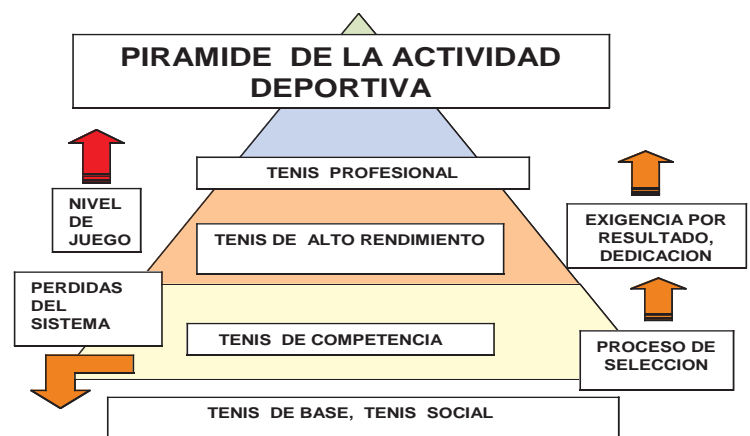 PIRAMIDE DE LA ACTIVIDAD
DEPORTIVA
TENIS PROFESIONAL
NIVEL
DE
JUEGO
TENIS DE ALTO RENDIMIENTO
EXIGENCIA POR
RESULTADO,
DEDICACION
PERDIDAS
DEL
SISTEMA
TENIS DE COMPETENCIA
PROCESO DE
SELECCION
TENIS DE BASE, TENIS SOCIAL